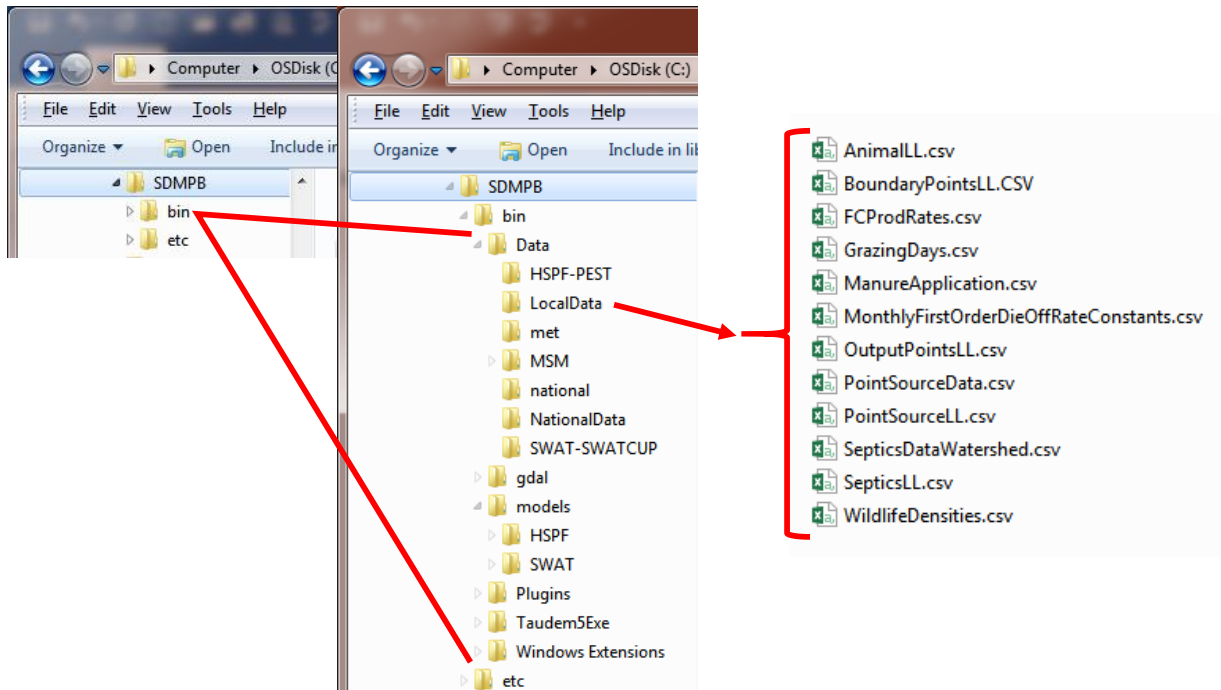 Computer ▸ OSDisk (C
File Edit View Tools Help
Organize Open Include in
SDMPB
bin
etc
Computer ▸ OSDisk (C:)
File Edit View Tools Help
Organize Open Include in lib
SDMPB
bin
Data
HSPF-PEST
LocalData
met
MSM
national
NationalData
SWAT-SWATCUP
gdal
models
HSPF
SWAT
Plugins
Taudem5Exe
Windows Extensions
etc
AnimalLL.csv
BoundaryPointsLL.CSV
FCProdRates.csv
GrazingDays.csv
ManureApplication.csv
MonthlyFirstOrderDieOffRateConstants.csv
OutputPointsLL.csv
PointSourceData.csv
PointSourceLL.csv
SepticsDataWatershed.csv
SepticsLL.csv
WildlifeDensities.csv